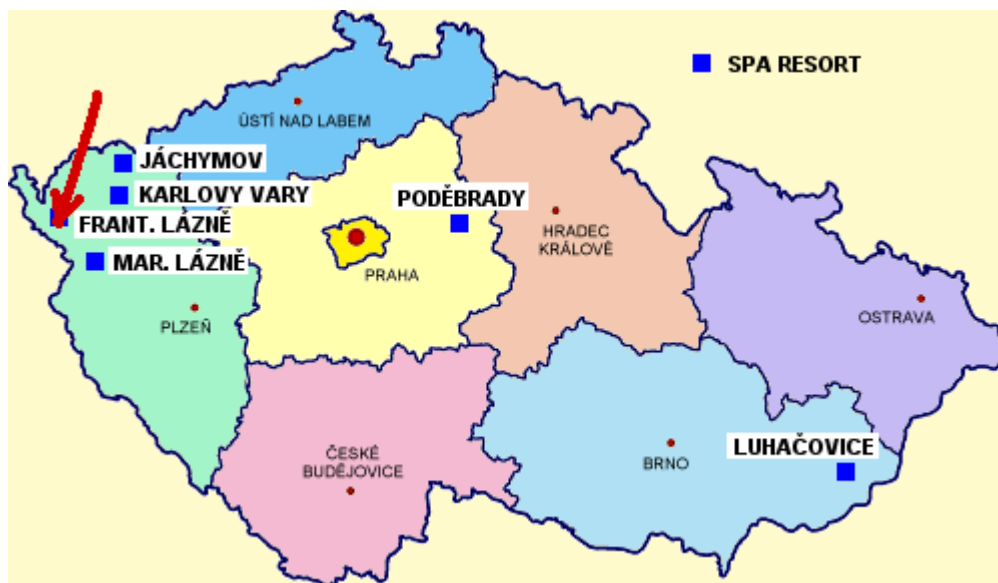 SPA RESORT
ÚSTÍ NAD LABEM
JÁCHYMOV
KARLOVY VARY
PODĚBRADY
FRANT. LÁZNĚ
HRADEC
KRÁLOVÉ
MAR. LÁZNĚ
PRAHA
PLZEŇ
OSTRAVA
LUHAČOVICE
ČESKÉ
BUDĚJOVICE
BRNO